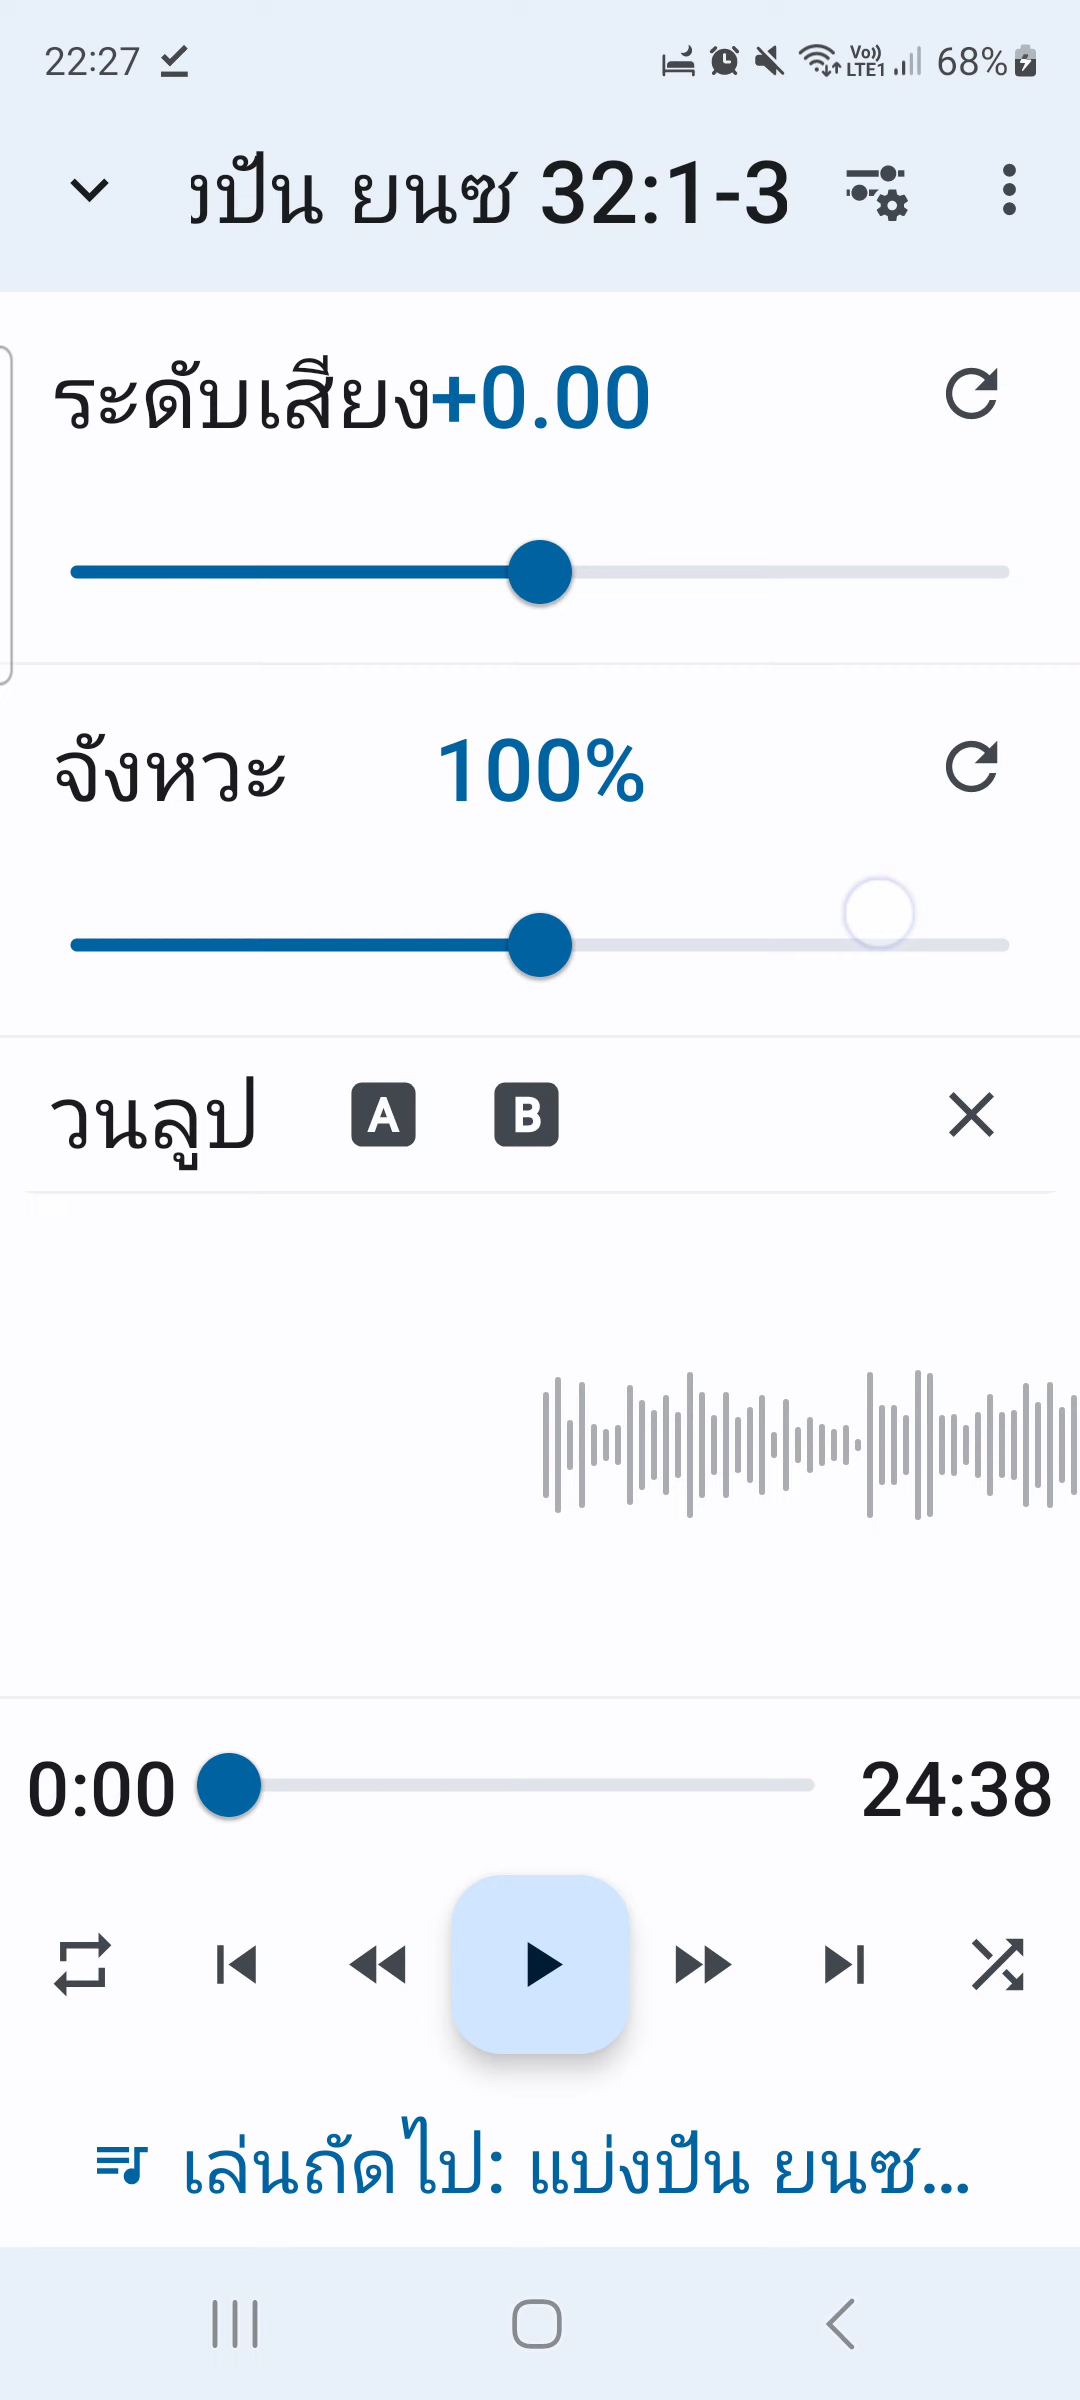 22:27 Vo)) LTE1 68%
งปัน ยนซ 32:1-3
ระดับเสียง+0.00
จังหวะ 100%
วนลูป A B
0:00 24:38
เล่นถัดไป: แบ่งปัน ยนซ...